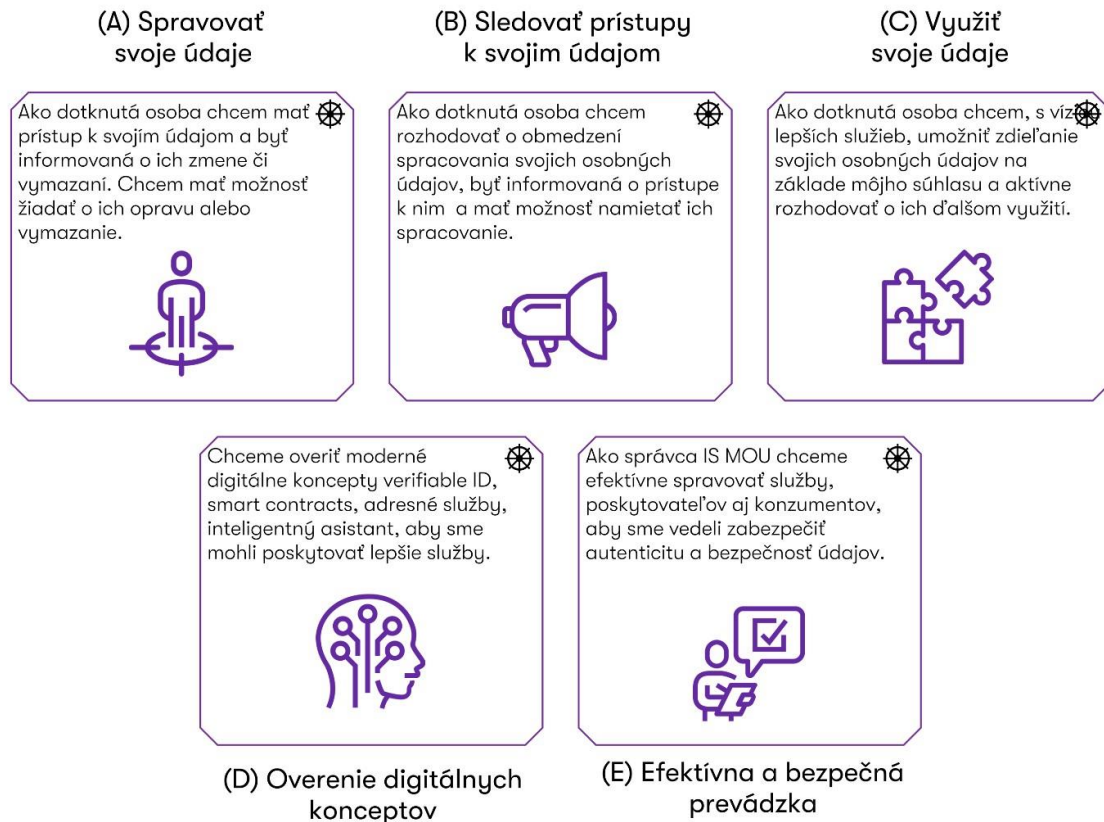 (A) Spravovať
svoje údaje
Ako dotknutá osoba chcem mať
prístup k svojím údajom a byť
informovaná o ich zmene či
vymazaní. Chcem mať možnosť
žiadať o ich opravu alebo
vymazanie.
(B) Sledovať prístupy
k svojim údajom
Ako dotknutá osoba chcem
rozhodovať o obmedzení
spracovania svojich osobných
údajov, byť informovaná o prístupe
k nim a mať možnosť namietať ich
spracovanie.
(C) Využiť
svoje údaje
Ako dotknutá osoba chcem, s
lepších služieb, umožniť zdieľanie
svojich osobných údajov na
základe môjho súhlasu a aktívne
rozhodovať o ich ďalšom využití.
Chceme overiť moderné
digitálne koncepty verifiable ID,
smart contracts, adresné služby,
inteligentný asistant, aby sme
mohli poskytovať lepšie služby.
(D) Overenie digitálnych
konceptov
Ako správca IS MOU chceme
efektívne spravovať služby,
poskytovateľov aj konzumentov,
aby sme vedeli zabezpečiť
autenticitu a bezpečnosť údajov.
(E) Efektívna a bezpečná
prevádzka